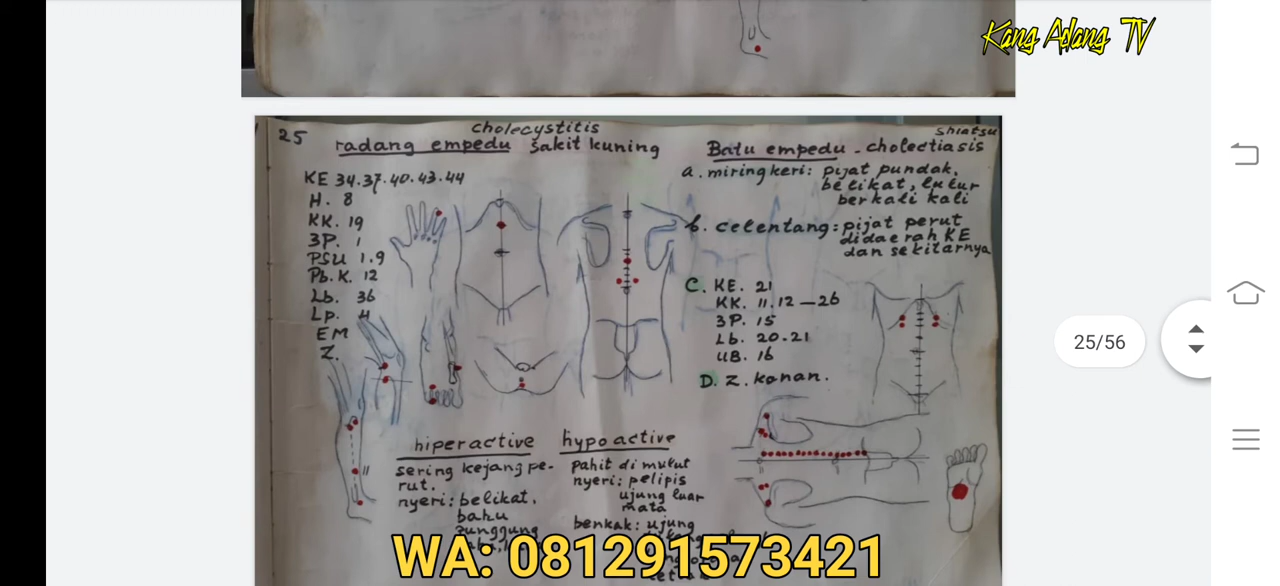 Kang Adang TV
25
cholecystitis
radang empedu sakit kuning
KE 34.37.40.43.44
H. 8
KK. 19
3P. 1
PSU 1.9
Pb.K. 12
Lb. 36
Lp. 4
EM
Z.
hiperactive
sering kejang pe-
rut.
nyeri: belikat.
bahu
punggung
hypoactive
pahit di mulut
nyeri: pelipis
ujung luar
mata
benkak: ujung
shiatsu
Batu empedu - cholectiasis
a. miring keri: pijat pundak,
belikat, lulur
berkali kali
b. celentang: pijat perut
didaerah KE
dan sekitarnya
C. KE. 21
KK. 11.12-26
3P. 15
Lb. 20.21
UB. 16
D. Z. kanan.
25/56
WA: 081291573421